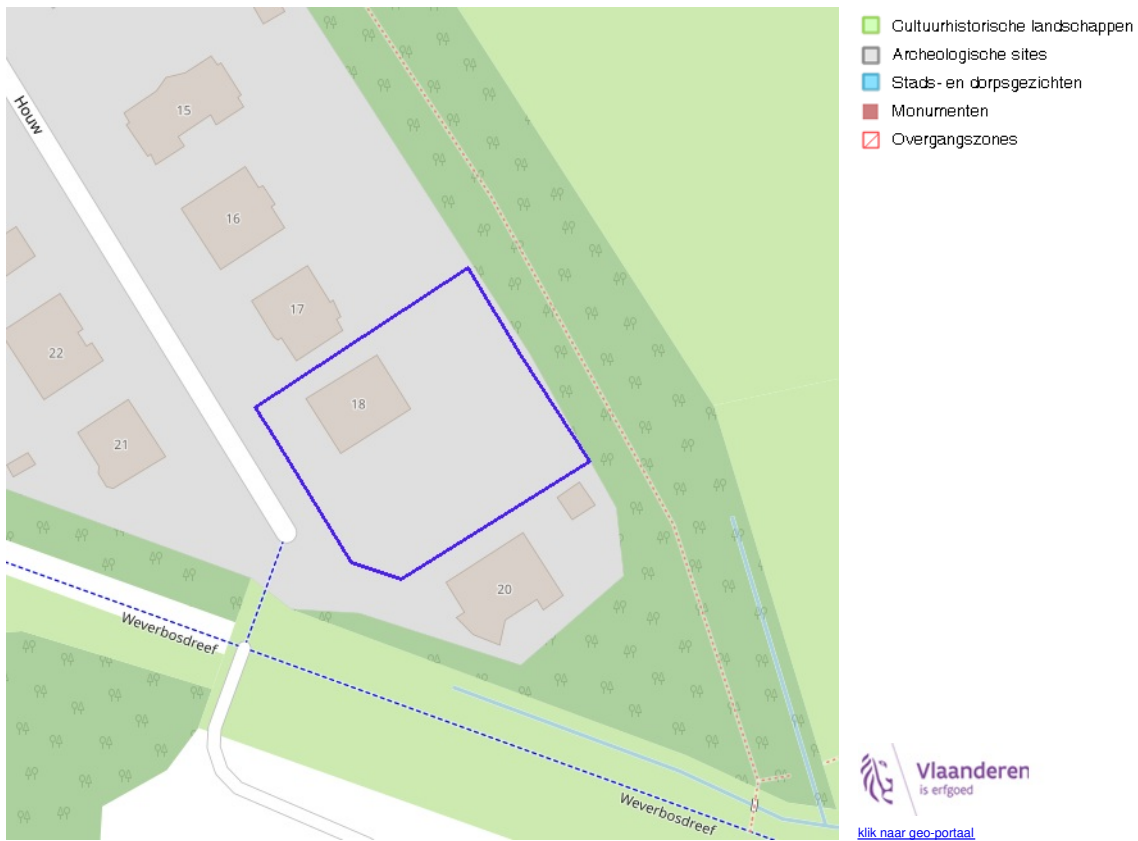 Houw
15
16
17
18
22
21
20
Weverbosdreef
Weverbosdreef
Cultuurhistorische landschappen
Archeologische sites
Stads- en dorpsgezichten
Monumenten
Overgangszones
Vlaanderen
is erfgoed
klik naar geo-portaal